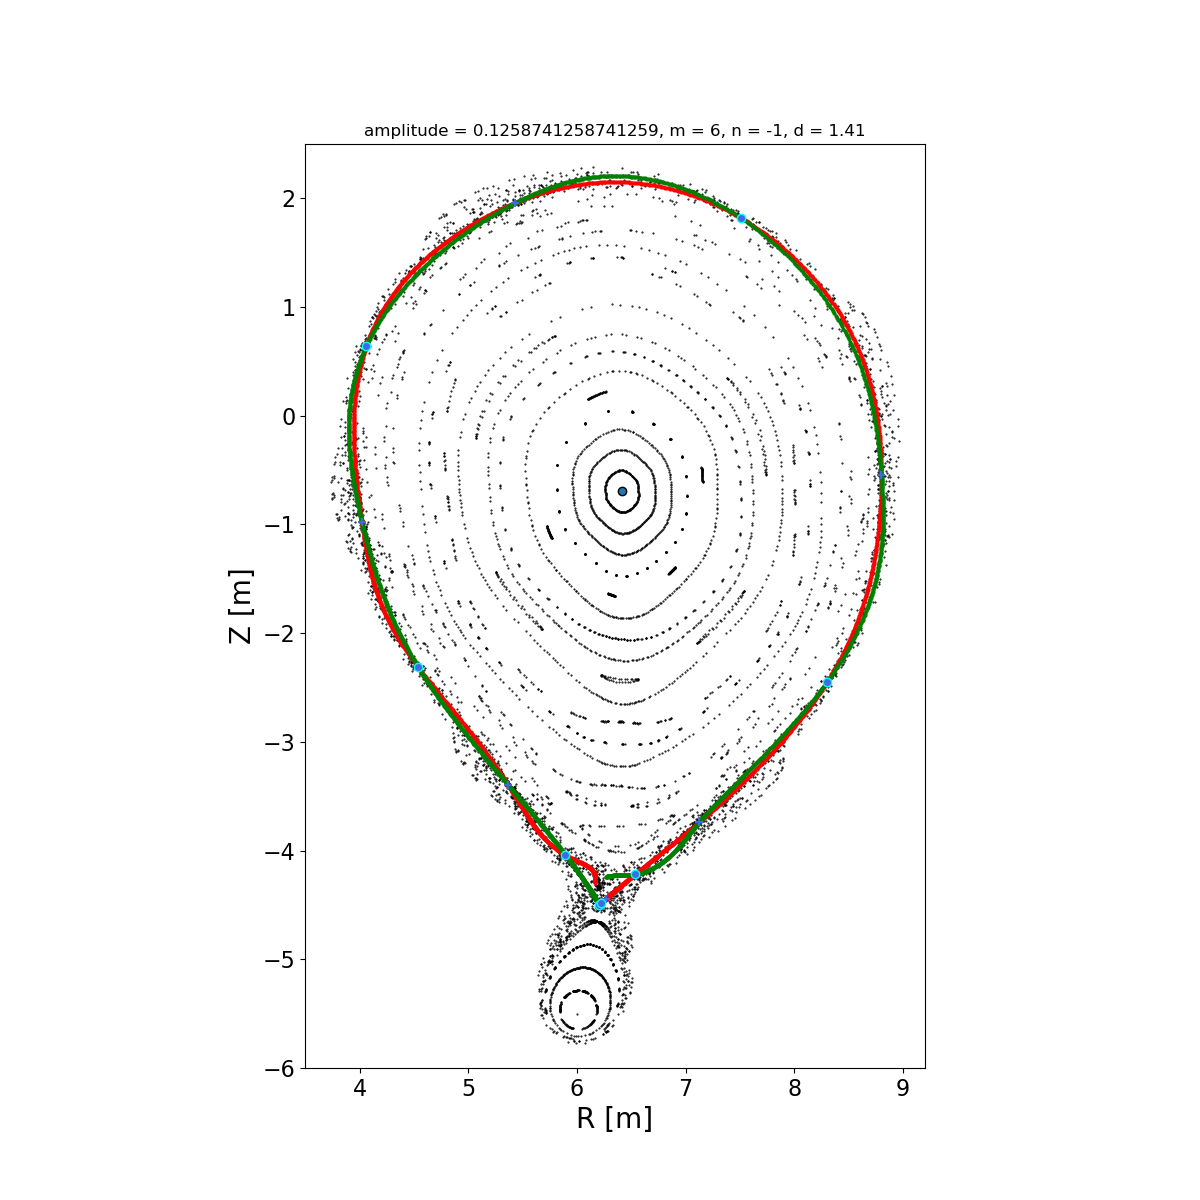 amplitude = 0.1258741258741259, m = 6, n = -1, d = 1.41
2
1
0
−1
−2
−3
−4
−5
−6
Z [m]
4 5 6 7 8 9
R [m]